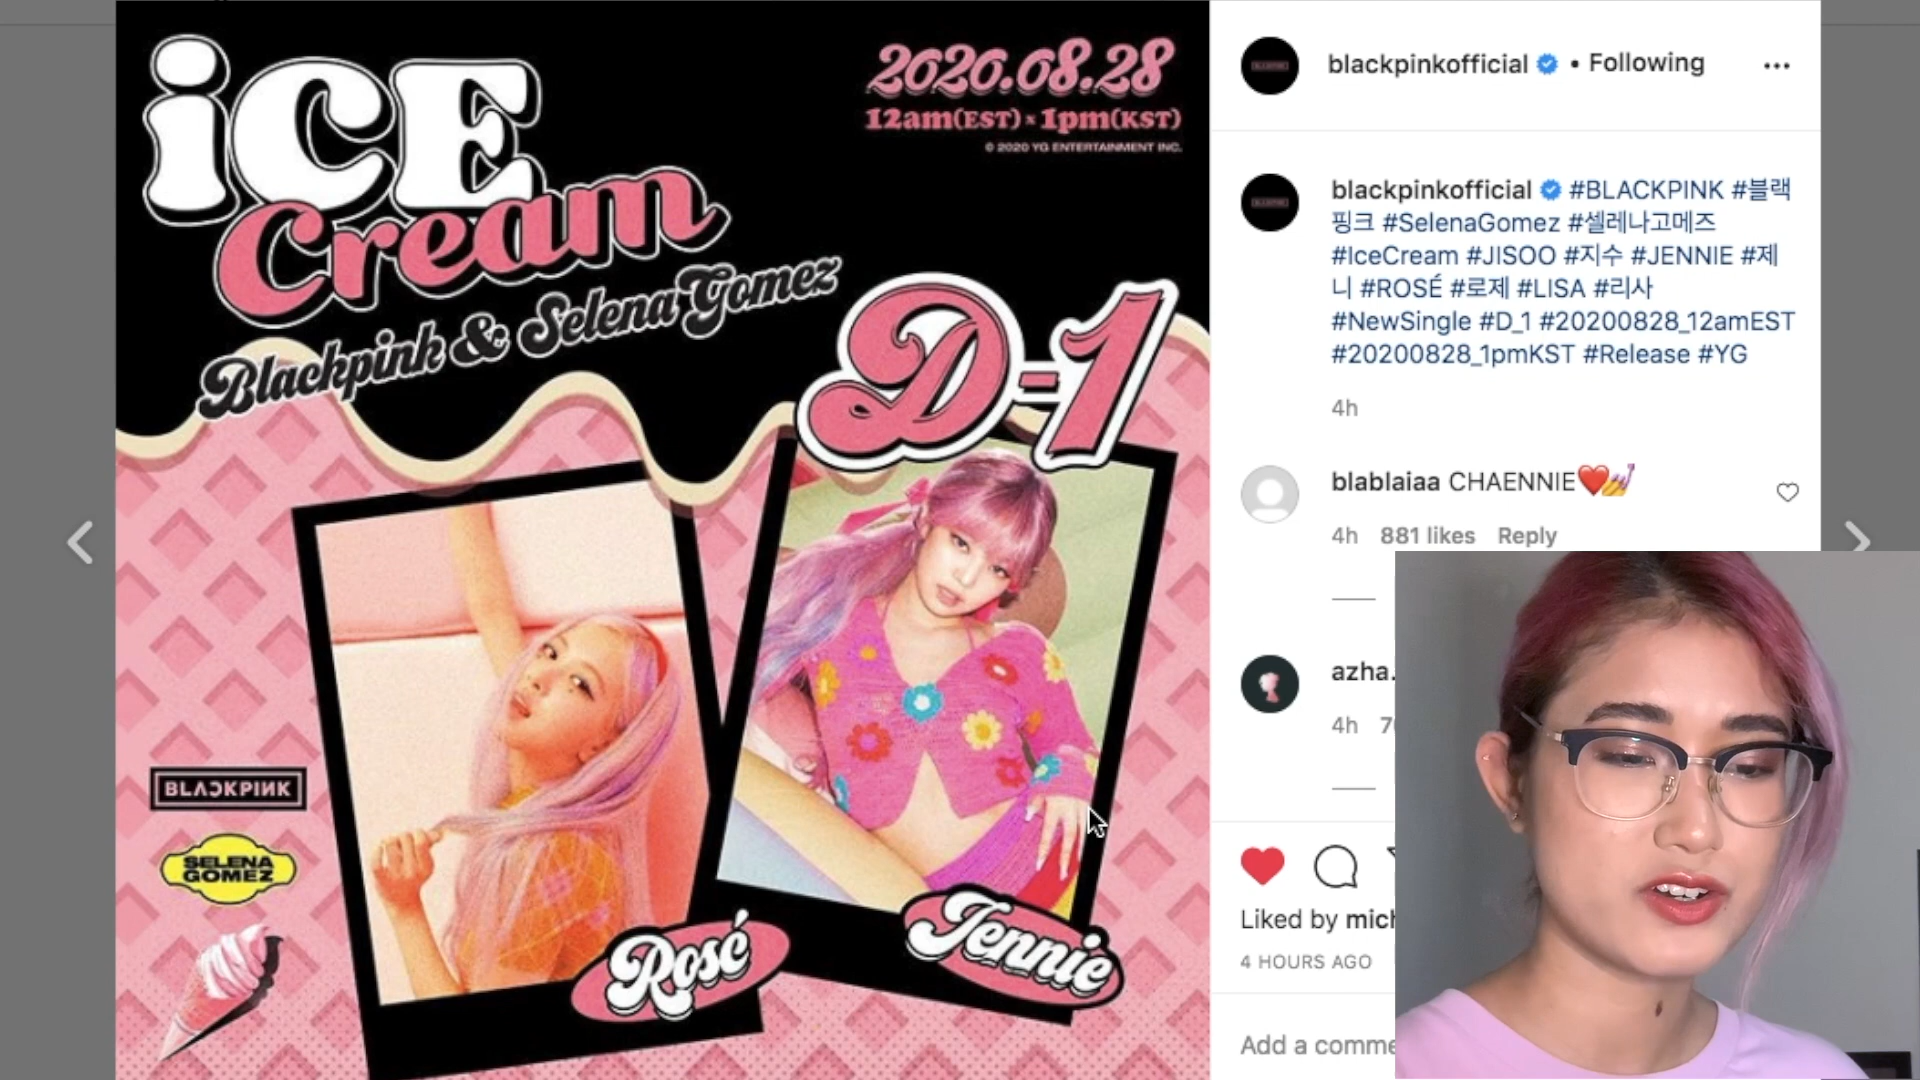 iCE
Cream
Blackpink & Selena Gomez
2020.08.28
12am(EST) x 1pm(KST)
© 2020 YG ENTERTAINMENT INC.
D-1
BLACKPINK
SELENA
GOMEZ
Rosé
Jennie
blackpinkofficial • Following
blackpinkofficial #BLACKPINK #블랙
핑크 #SelenaGomez #셀레나고메즈
#IceCream #JISOO #지수 #JENNIE #제
니 #ROSÉ #로제 #LISA #리사
#NewSingle #D_1 #20200828_12amEST
#20200828_1pmKST #Release #YG
4h
blablaiaa CHAENNIE❤️💅
4h 881 likes Reply
azha.
4h
Liked by
4 HOURS AGO
Add a